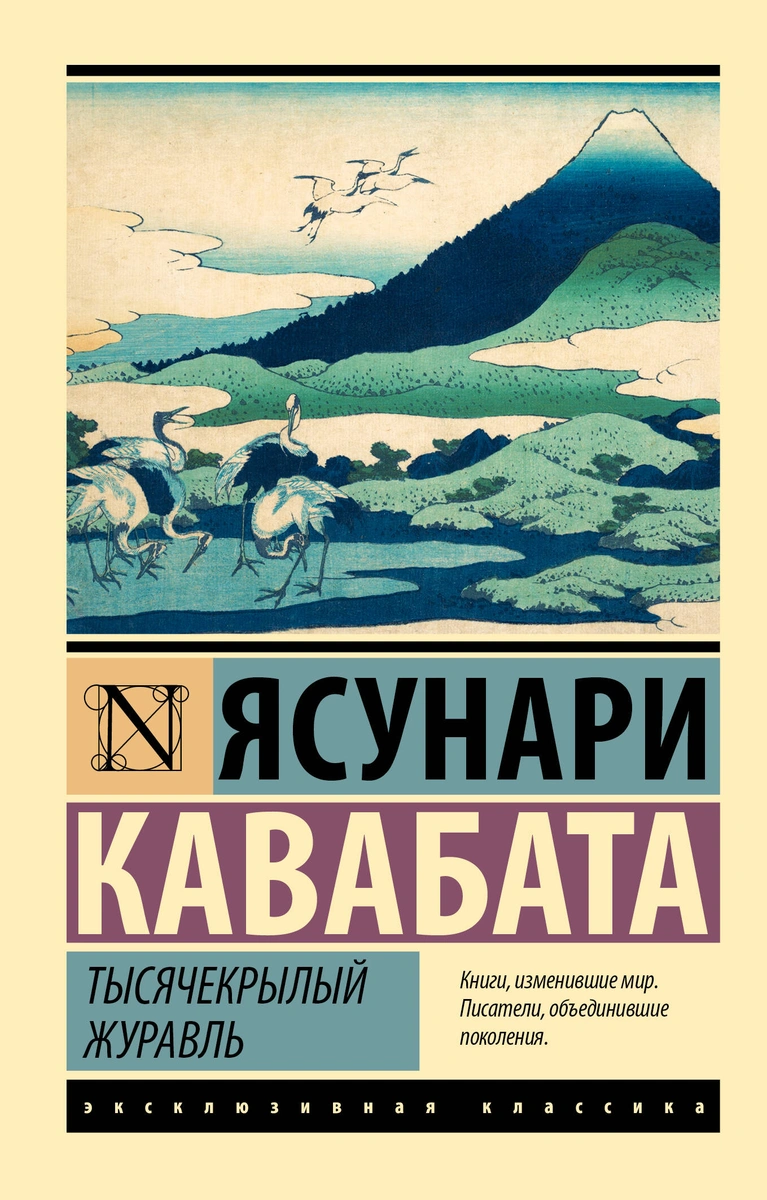 N ЯСУНАРИ
КАВАБАТА
ТЫСЯЧЕКРЫЛЫЙ
ЖУРАВЛЬ
Книги, изменившие мир.
Писатели, объединившие
поколения.
эксклюзивная классика